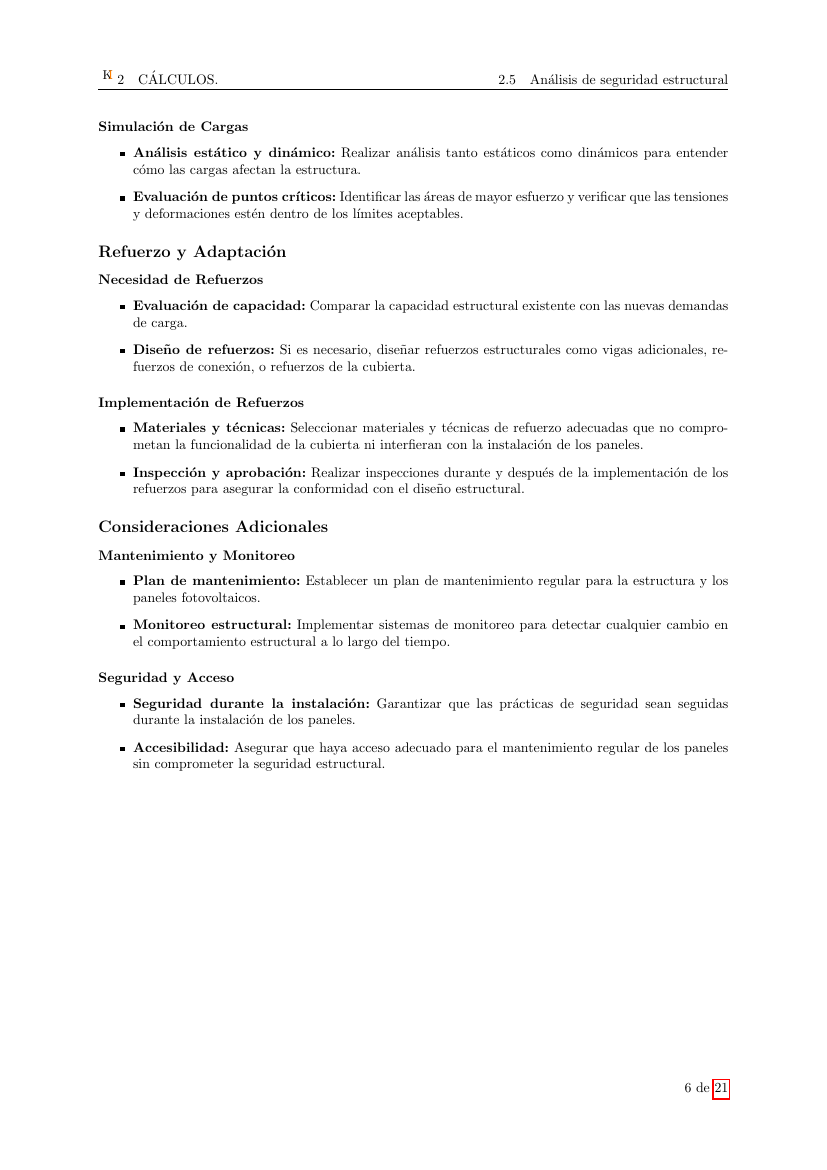 K 2 CÁLCULOS. 2.5 Análisis de seguridad estructural
Simulación de Cargas
▪ Análisis estático y dinámico: Realizar análisis tanto estáticos como dinámicos para entender
cómo las cargas afectan la estructura.
▪ Evaluación de puntos críticos: Identificar las áreas de mayor esfuerzo y verificar que las tensiones
y deformaciones estén dentro de los límites aceptables.
Refuerzo y Adaptación
Necesidad de Refuerzos
▪ Evaluación de capacidad: Comparar la capacidad estructural existente con las nuevas demandas
de carga.
▪ Diseño de refuerzos: Si es necesario, diseñar refuerzos estructurales como vigas adicionales, re-
fuerzos de conexión, o refuerzos de la cubierta.
Implementación de Refuerzos
▪ Materiales y técnicas: Seleccionar materiales y técnicas de refuerzo adecuadas que no compro-
metan la funcionalidad de la cubierta ni interfieran con la instalación de los paneles.
▪ Inspección y aprobación: Realizar inspecciones durante y después de la implementación de los
refuerzos para asegurar la conformidad con el diseño estructural.
Consideraciones Adicionales
Mantenimiento y Monitoreo
▪ Plan de mantenimiento: Establecer un plan de mantenimiento regular para la estructura y los
paneles fotovoltaicos.
▪ Monitoreo estructural: Implementar sistemas de monitoreo para detectar cualquier cambio en
el comportamiento estructural a lo largo del tiempo.
Seguridad y Acceso
▪ Seguridad durante la instalación: Garantizar que las prácticas de seguridad sean seguidas
durante la instalación de los paneles.
▪ Accesibilidad: Asegurar que haya acceso adecuado para el mantenimiento regular de los paneles
sin comprometer la seguridad estructural.
6 de 21